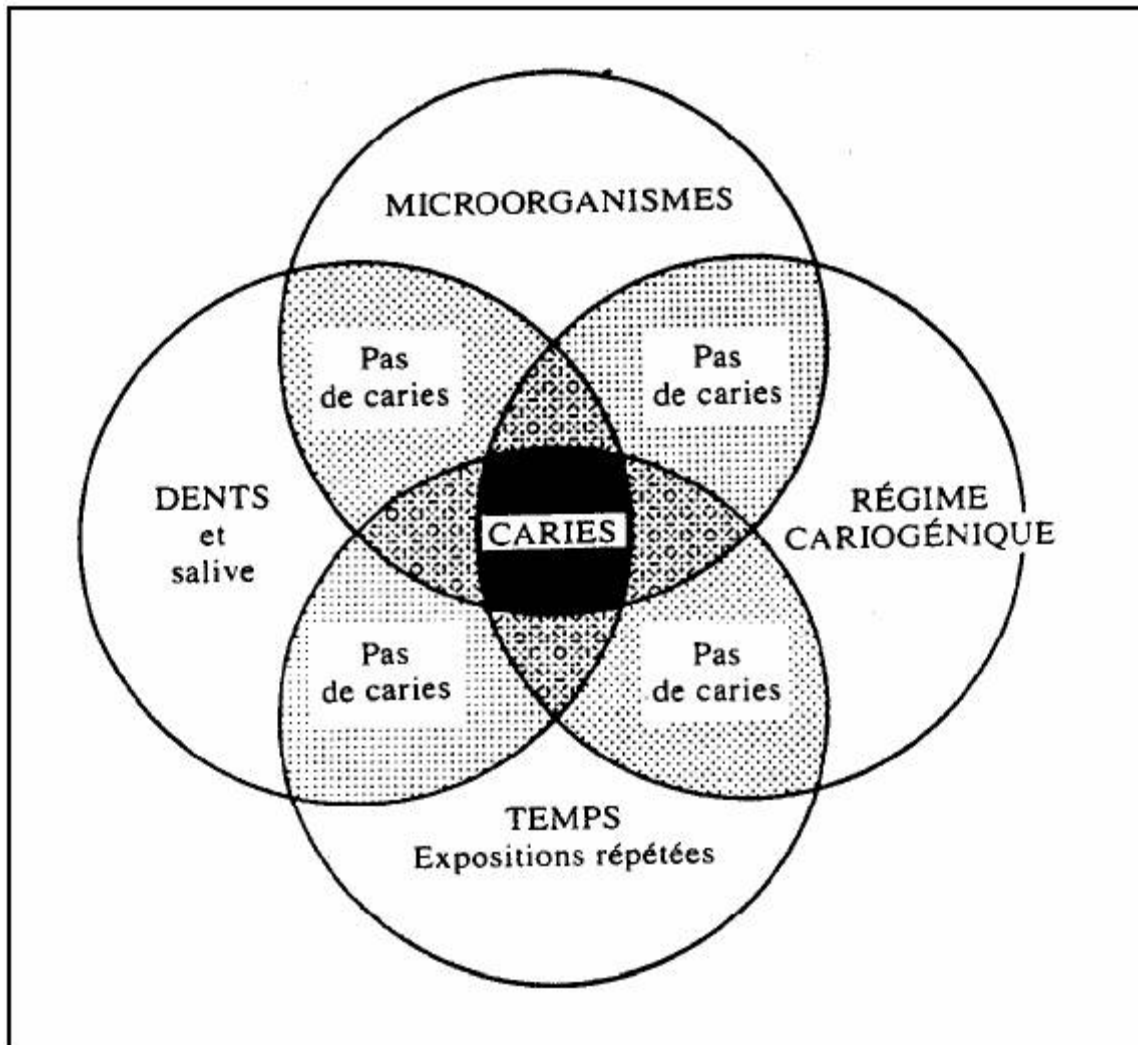 MICROORGANISMES
Pas
de caries
Pas
de caries
DENTS
et
salive
CARIES
RÉGIME
CARIOGÉNIQUE
Pas
de caries
Pas
de caries
TEMPS
Expositions répétées